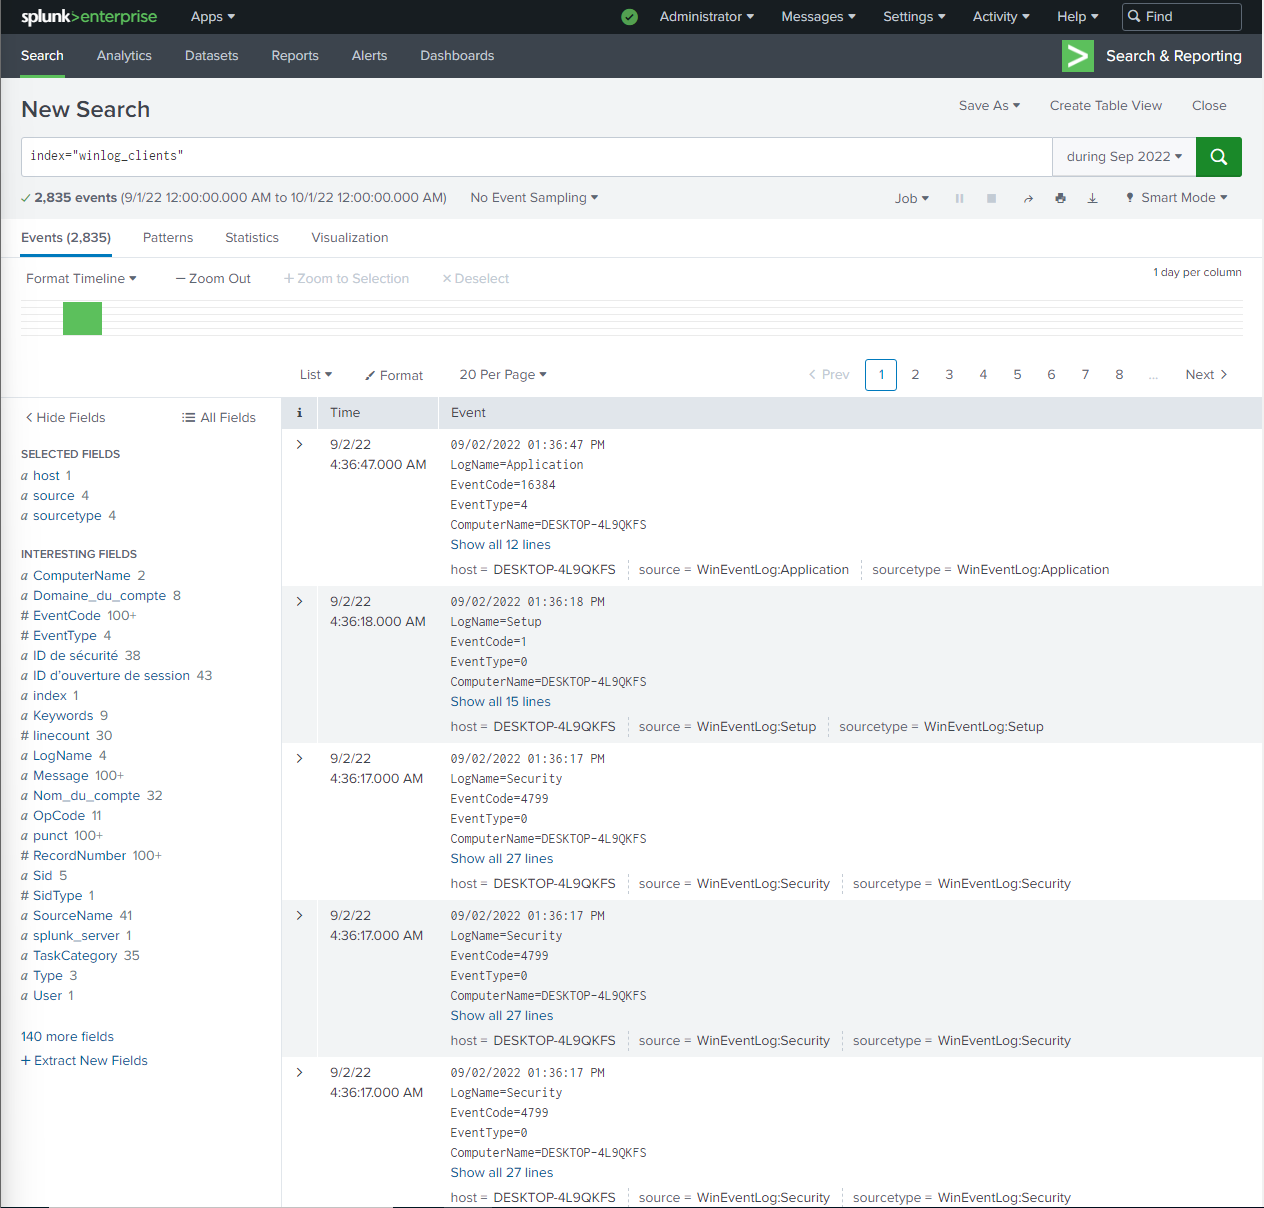 splunk>enterprise Apps Administrator Messages Settings Activity Help Find
Search Analytics Datasets Reports Alerts Dashboards Search & Reporting
New Search Save As Create Table View Close
index="winlog_clients" during Sep 2022
2,835 events (9/1/22 12:00:00.000 AM to 10/1/22 12:00:00.000 AM) No Event Sampling Job Smart Mode
Events (2,835) Patterns Statistics Visualization
Format Timeline Zoom Out + Zoom to Selection × Deselect 1 day per column
List Format 20 Per Page < Prev 1 2 3 4 5 6 7 8 ... Next >
< Hide Fields All Fields
SELECTED FIELDS
a host 1
a source 4
a sourcetype 4
INTERESTING FIELDS
a ComputerName 2
a Domaine_du_compte 8
# EventCode 100+
# EventType 4
a ID de sécurité 38
a ID d'ouverture de session 43
a index 1
a Keywords 9
# linecount 30
a LogName 4
a Message 100+
a Nom_du_compte 32
a OpCode 11
a punct 100+
# RecordNumber 100+
a Sid 5
# SidType 1
a SourceName 41
a splunk_server 1
a TaskCategory 35
a Type 3
a User 1
140 more fields
+ Extract New Fields
i Time Event
> 9/2/22 09/02/2022 01:36:47 PM
4:36:47.000 AM LogName=Application
EventCode=16384
EventType=4
ComputerName=DESKTOP-4L9QKFS
Show all 12 lines
host = DESKTOP-4L9QKFS source = WinEventLog:Application sourcetype = WinEventLog:Application
> 9/2/22 09/02/2022 01:36:18 PM
4:36:18.000 AM LogName=Setup
EventCode=1
EventType=0
ComputerName=DESKTOP-4L9QKFS
Show all 15 lines
host = DESKTOP-4L9QKFS source = WinEventLog:Setup sourcetype = WinEventLog:Setup
> 9/2/22 09/02/2022 01:36:17 PM
4:36:17.000 AM LogName=Security
EventCode=4799
EventType=0
ComputerName=DESKTOP-4L9QKFS
Show all 27 lines
host = DESKTOP-4L9QKFS source = WinEventLog:Security sourcetype = WinEventLog:Security
> 9/2/22 09/02/2022 01:36:17 PM
4:36:17.000 AM LogName=Security
EventCode=4799
EventType=0
ComputerName=DESKTOP-4L9QKFS
Show all 27 lines
host = DESKTOP-4L9QKFS source = WinEventLog:Security sourcetype = WinEventLog:Security
> 9/2/22 09/02/2022 01:36:17 PM
4:36:17.000 AM LogName=Security
EventCode=4799
EventType=0
ComputerName=DESKTOP-4L9QKFS
Show all 27 lines
host = DESKTOP-4L9QKFS source = WinEventLog:Security sourcetype = WinEventLog:Security